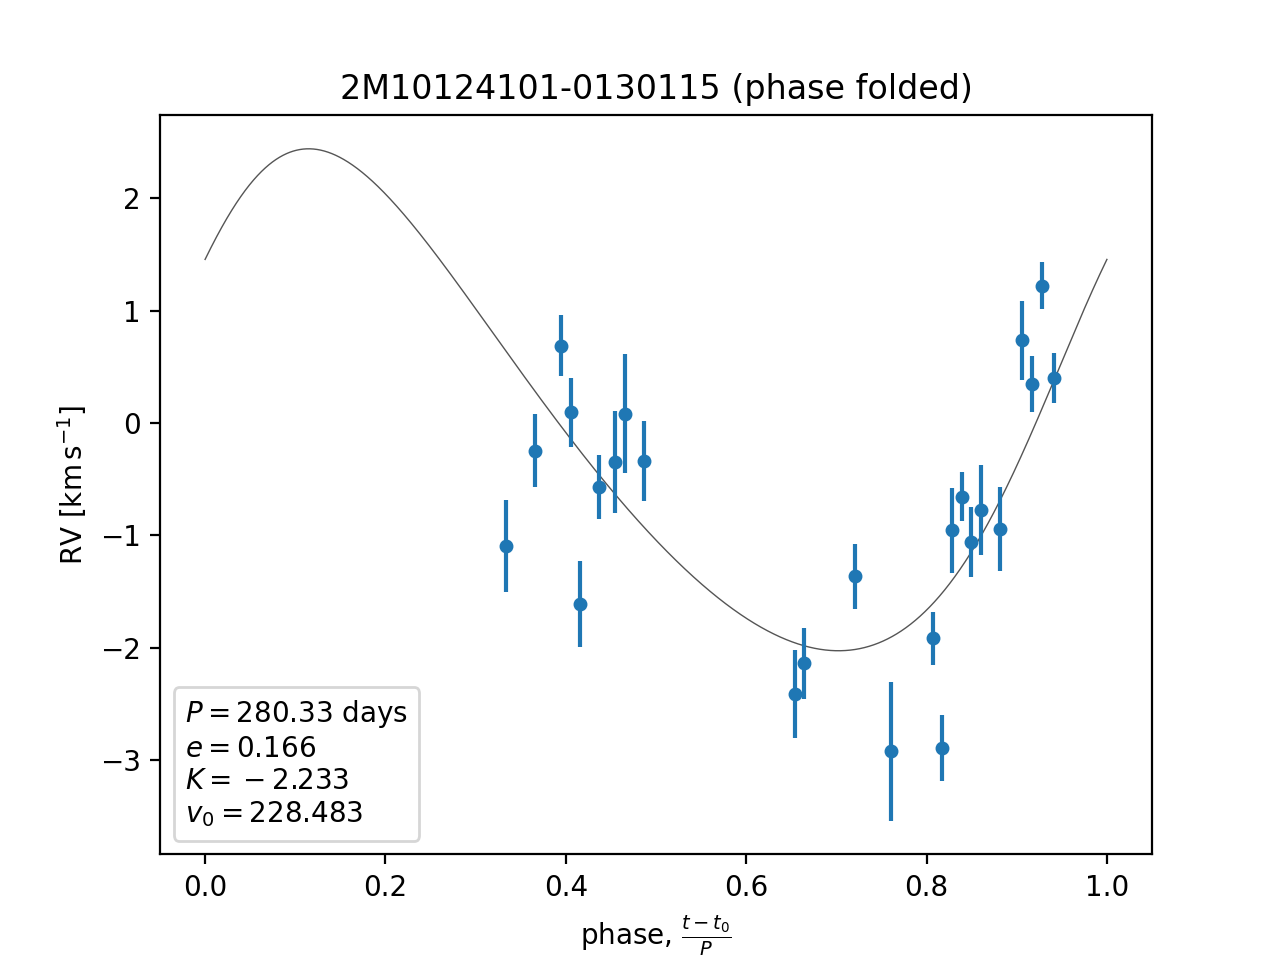 2M10124101-0130115 (phase folded)
2
1
0
−1
−2
−3
RV [km s⁻¹]
P = 280.33 days
e = 0.166
K = −2.233
v₀ = 228.483
0.0 0.2 0.4 0.6 0.8 1.0
phase, (t − t₀)/P